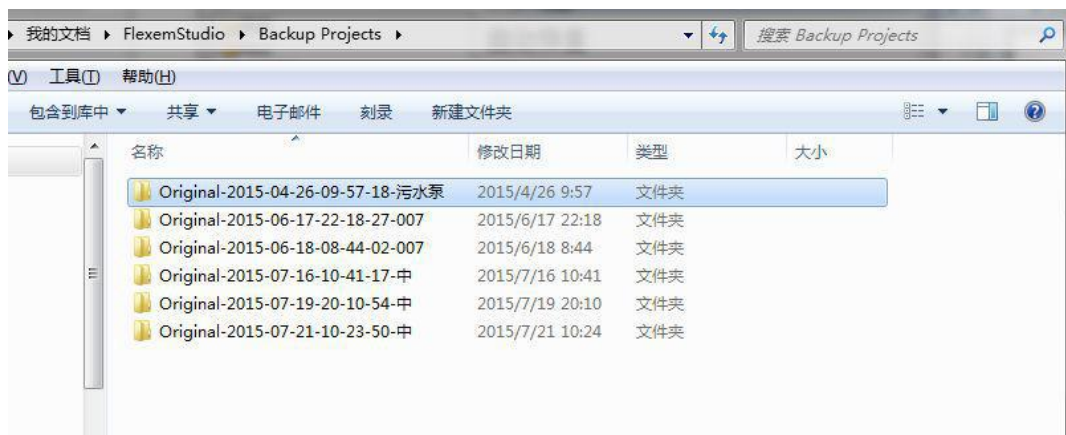 我的文档 FlexemStudio Backup Projects 搜索 Backup Projects
(V) 工具(T) 帮助(H)
包含到库中 共享 电子邮件 刻录 新建文件夹
名称 修改日期 类型 大小
Original-2015-04-26-09-57-18-污水泵 2015/4/26 9:57 文件夹
Original-2015-06-17-22-18-27-007 2015/6/17 22:18 文件夹
Original-2015-06-18-08-44-02-007 2015/6/18 8:44 文件夹
Original-2015-07-16-10-41-17-中 2015/7/16 10:41 文件夹
Original-2015-07-19-20-10-54-中 2015/7/19 20:10 文件夹
Original-2015-07-21-10-23-50-中 2015/7/21 10:24 文件夹